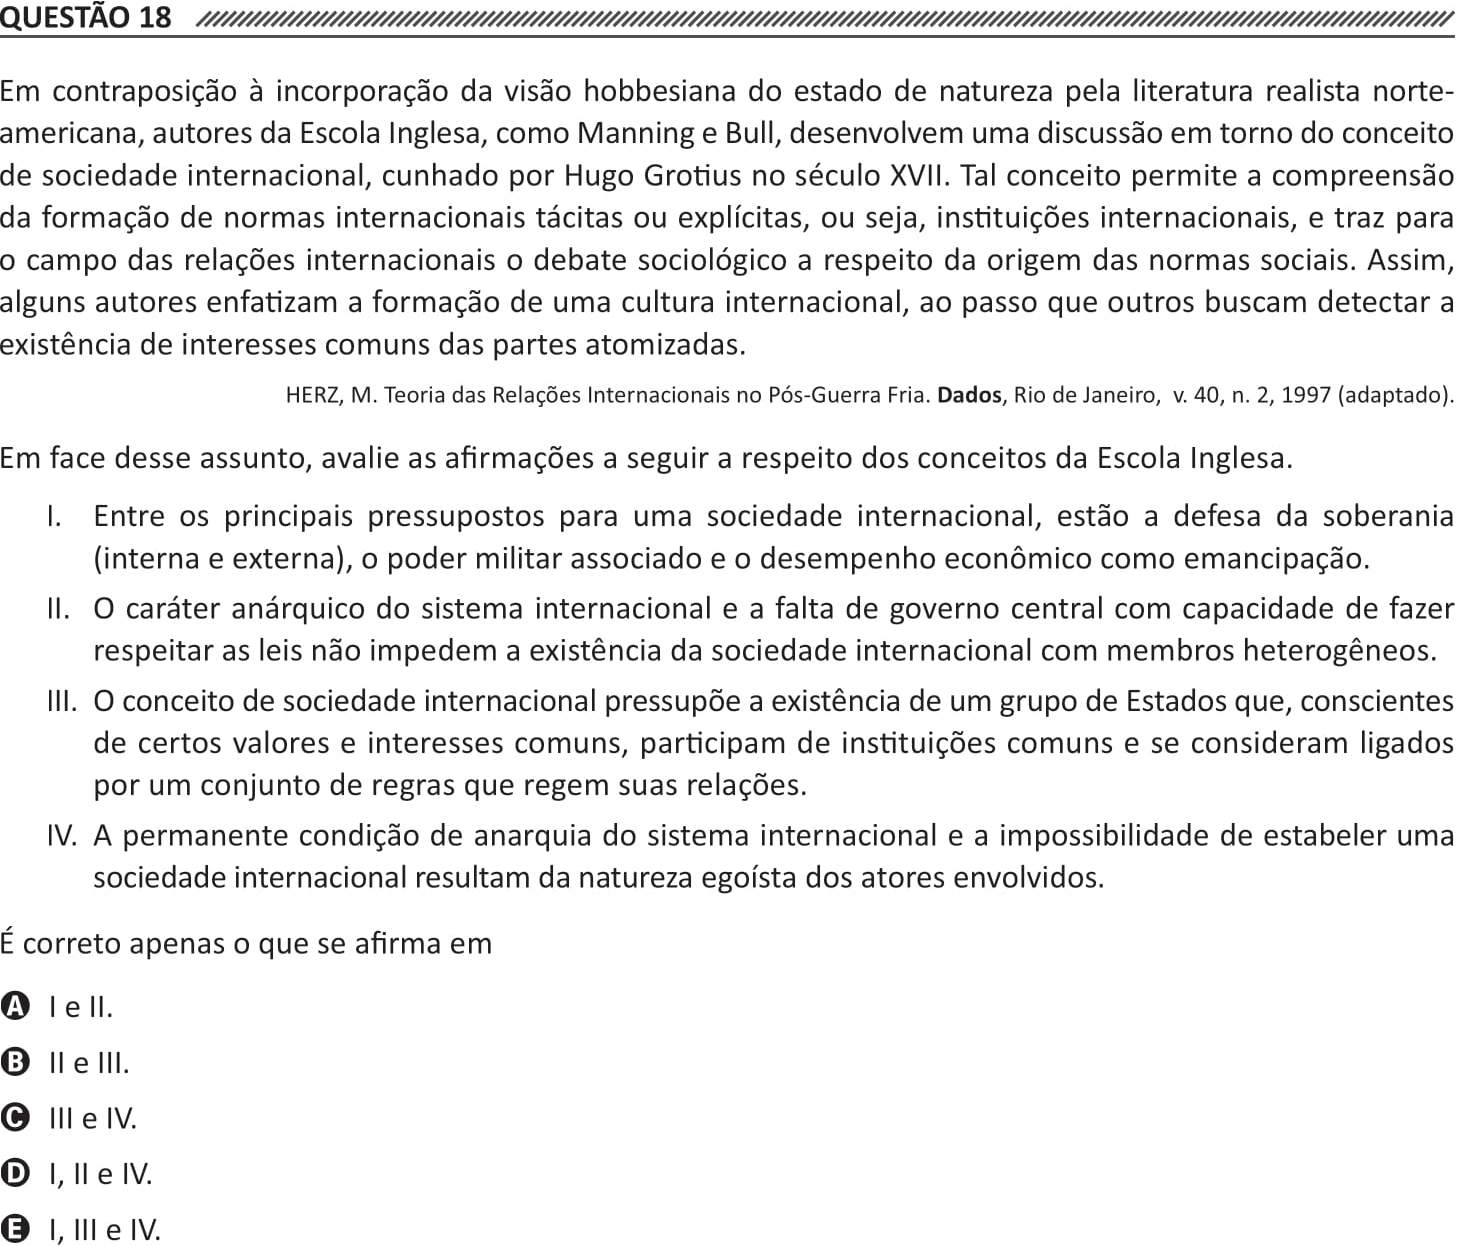 QUESTÃO 18
Em contraposição à incorporação da visão hobbesiana do estado de natureza pela literatura realista norte-
americana, autores da Escola Inglesa, como Manning e Bull, desenvolvem uma discussão em torno do conceito
de sociedade internacional, cunhado por Hugo Grotius no século XVII. Tal conceito permite a compreensão
da formação de normas internacionais tácitas ou explícitas, ou seja, instituições internacionais, e traz para
o campo das relações internacionais o debate sociológico a respeito da origem das normas sociais. Assim,
alguns autores enfatizam a formação de uma cultura internacional, ao passo que outros buscam detectar a
existência de interesses comuns das partes atomizadas.
HERZ, M. Teoria das Relações Internacionais no Pós-Guerra Fria. Dados, Rio de Janeiro, v. 40, n. 2, 1997 (adaptado).
Em face desse assunto, avalie as afirmações a seguir a respeito dos conceitos da Escola Inglesa.
I. Entre os principais pressupostos para uma sociedade internacional, estão a defesa da soberania
(interna e externa), o poder militar associado e o desempenho econômico como emancipação.
II. O caráter anárquico do sistema internacional e a falta de governo central com capacidade de fazer
respeitar as leis não impedem a existência da sociedade internacional com membros heterogêneos.
III. O conceito de sociedade internacional pressupõe a existência de um grupo de Estados que, conscientes
de certos valores e interesses comuns, participam de instituições comuns e se consideram ligados
por um conjunto de regras que regem suas relações.
IV. A permanente condição de anarquia do sistema internacional e a impossibilidade de estabeler uma
sociedade internacional resultam da natureza egoísta dos atores envolvidos.
É correto apenas o que se afirma em
A I e II.
B II e III.
C III e IV.
D I, II e IV.
E I, III e IV.